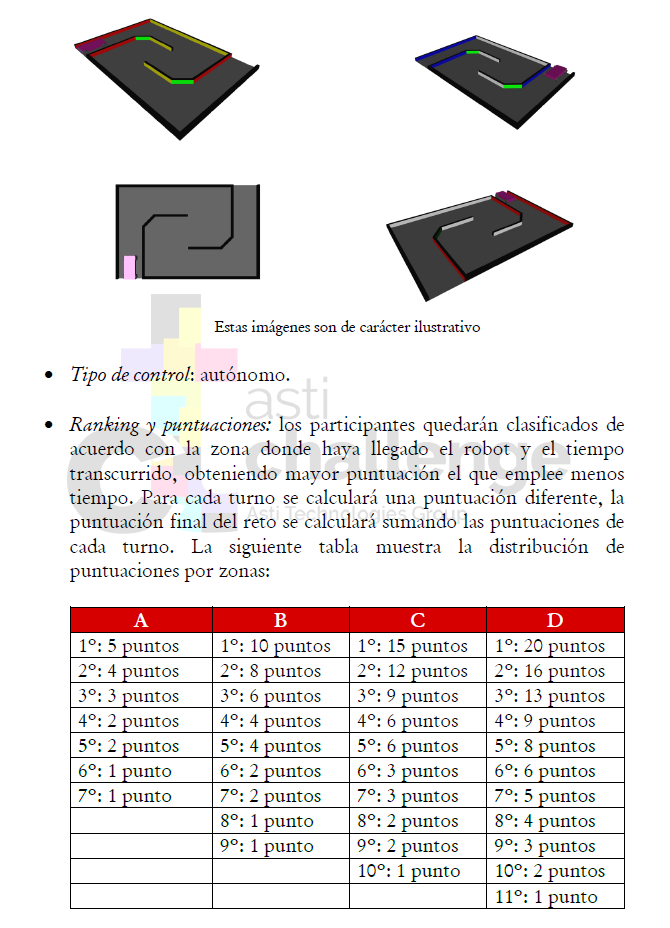 Estas imágenes son de carácter ilustrativo
• Tipo de control: autónomo.
asti
challenge
Asti Technologies Group
• Ranking y puntuaciones: los participantes quedarán clasificados de
acuerdo con la zona donde haya llegado el robot y el tiempo
transcurrido, obteniendo mayor puntuación el que emplee menos
tiempo. Para cada turno se calculará una puntuación diferente, la
puntuación final del reto se calculará sumando las puntuaciones de
cada turno. La siguiente tabla muestra la distribución de
puntuaciones por zonas:
A B C D
1º: 5 puntos 1º: 10 puntos 1º: 15 puntos 1º: 20 puntos
2º: 4 puntos 2º: 8 puntos 2º: 12 puntos 2º: 16 puntos
3º: 3 puntos 3º: 6 puntos 3º: 9 puntos 3º: 13 puntos
4º: 2 puntos 4º: 4 puntos 4º: 6 puntos 4º: 9 puntos
5º: 2 puntos 5º: 4 puntos 5º: 6 puntos 5º: 8 puntos
6º: 1 punto 6º: 2 puntos 6º: 3 puntos 6º: 6 puntos
7º: 1 punto 7º: 2 puntos 7º: 3 puntos 7º: 5 puntos
8º: 1 punto 8º: 2 puntos 8º: 4 puntos
9º: 1 punto 9º: 2 puntos 9º: 3 puntos
10º: 1 punto 10º: 2 puntos
11º: 1 punto